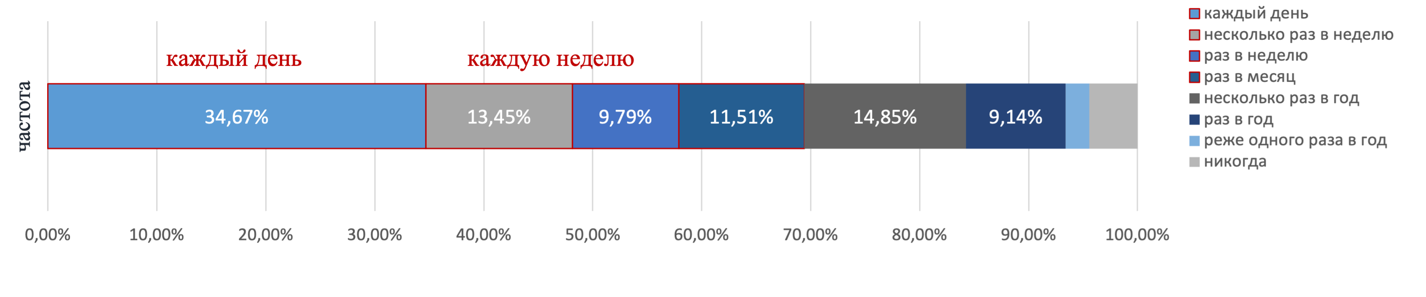 каждый день каждую неделю
частота
34,67% 13,45% 9,79% 11,51% 14,85% 9,14%
0,00% 10,00% 20,00% 30,00% 40,00% 50,00% 60,00% 70,00% 80,00% 90,00% 100,00%
каждый день
несколько раз в неделю
раз в неделю
раз в месяц
несколько раз в год
раз в год
реже одного раза в год
никогда